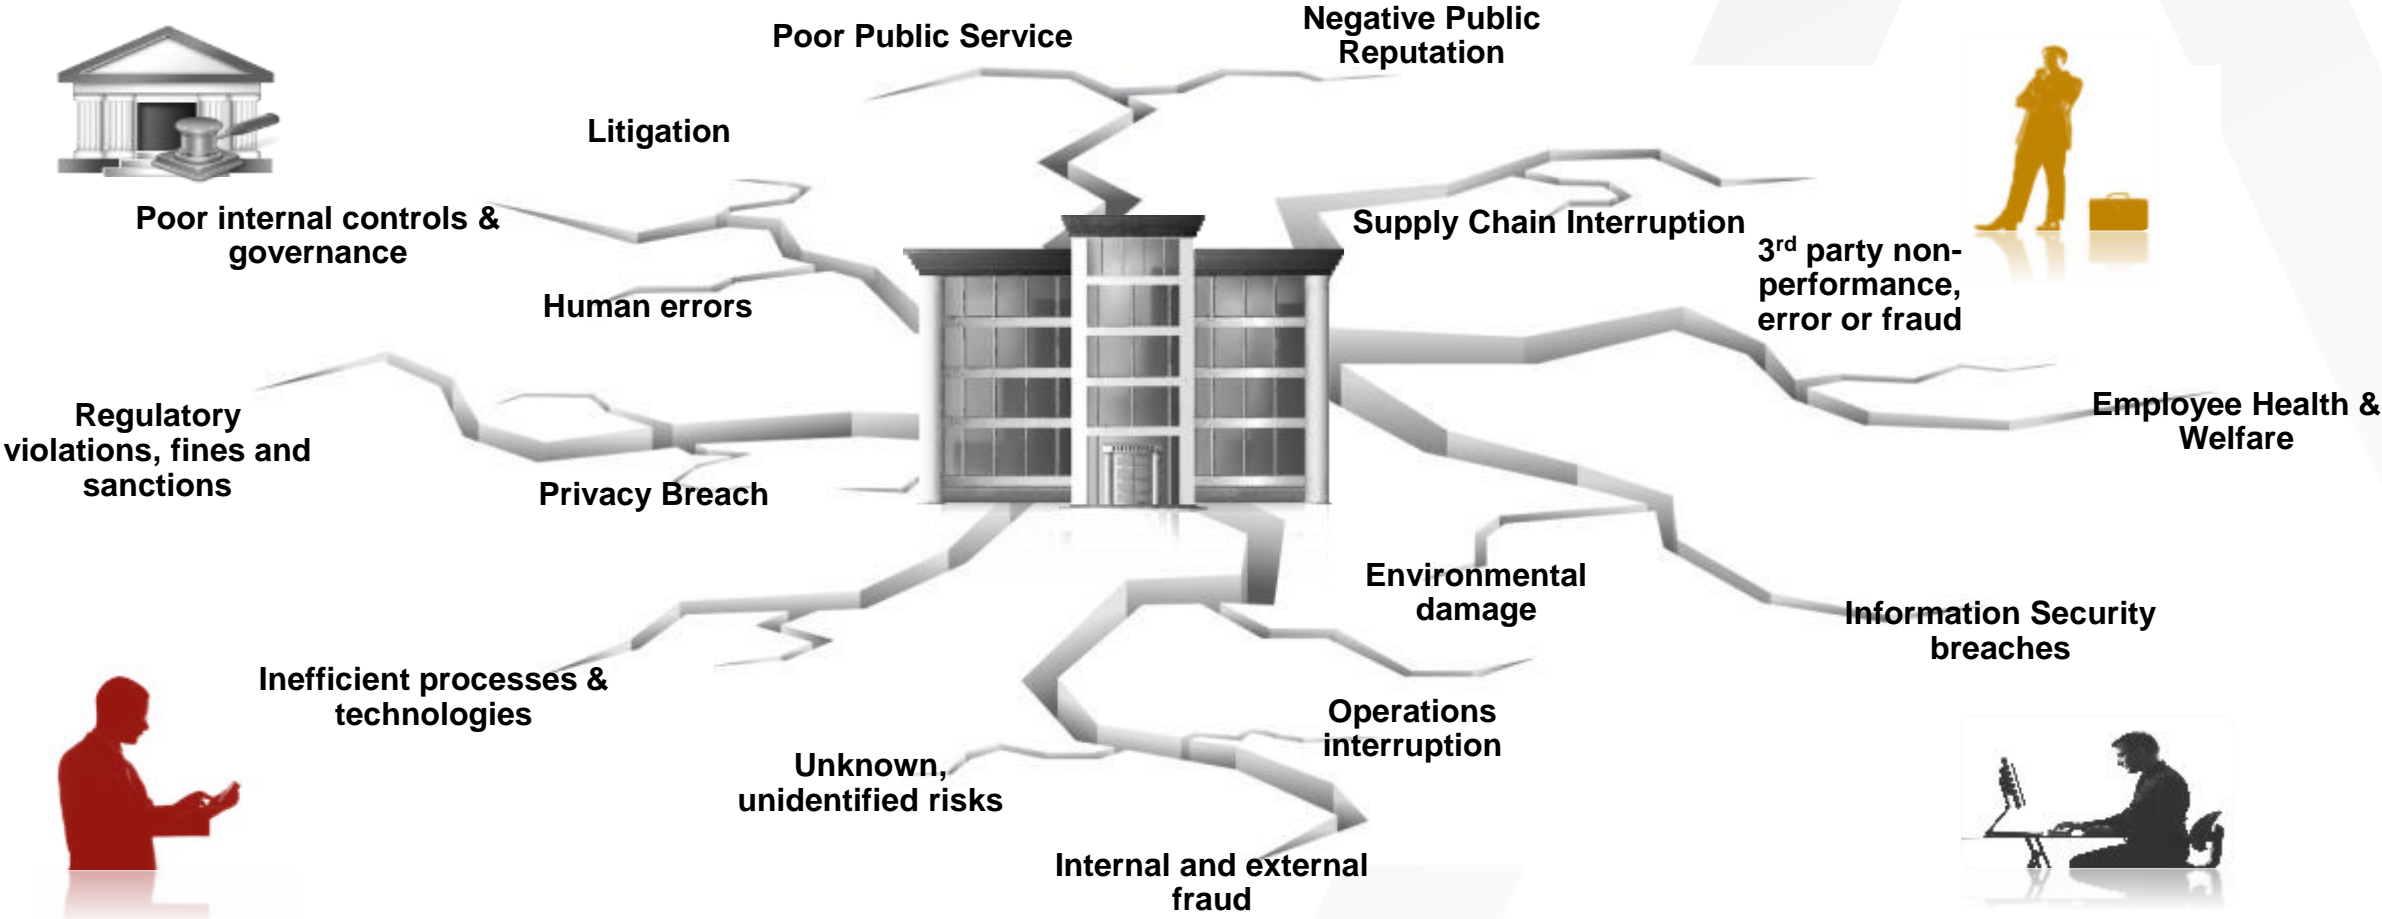 Poor Public Service
Negative Public
Reputation
Litigation
Poor internal controls &
governance
Supply Chain Interruption
3rd party non-
performance,
error or fraud
Human errors
Regulatory
violations, fines and
sanctions
Employee Health &
Welfare
Privacy Breach
Environmental
damage
Information Security
breaches
Inefficient processes &
technologies
Operations
interruption
Unknown,
unidentified risks
Internal and external
fraud